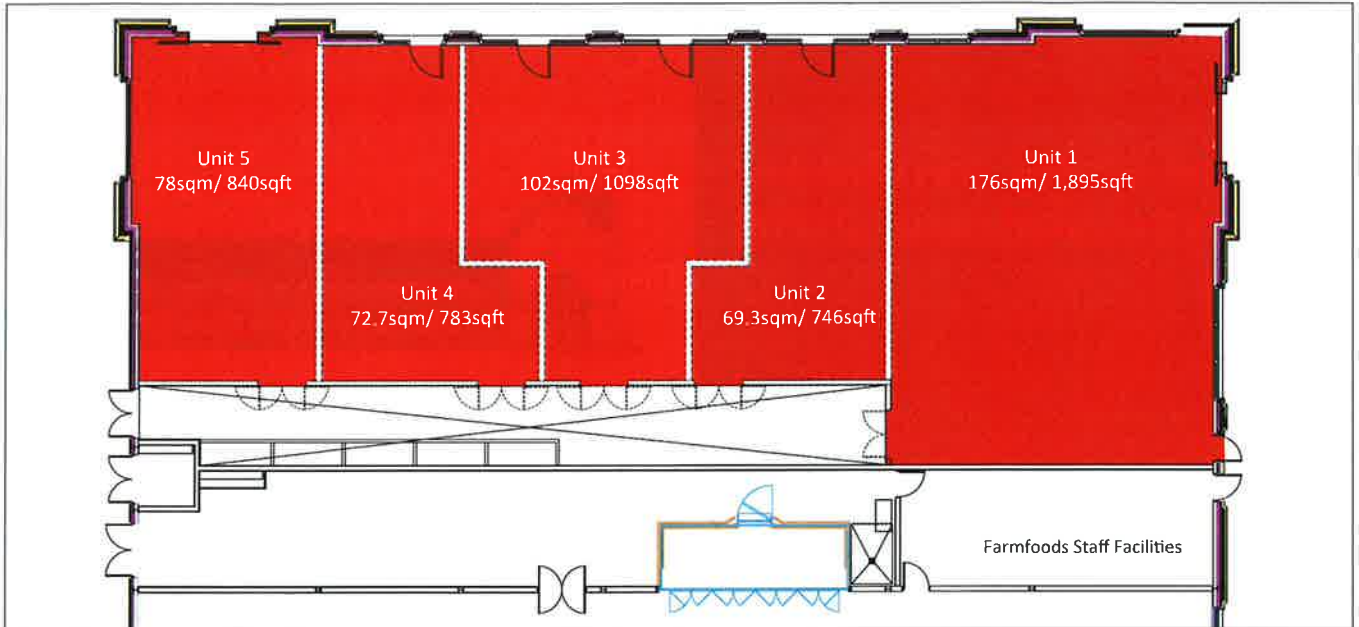 Unit 5
78sqm/ 840sqft
Unit 3
102sqm/ 1098sqft
Unit 1
176sqm/ 1,895sqft
Unit 4
72.7sqm/ 783sqft
Unit 2
69.3sqm/ 746sqft
Farmfoods Staff Facilities